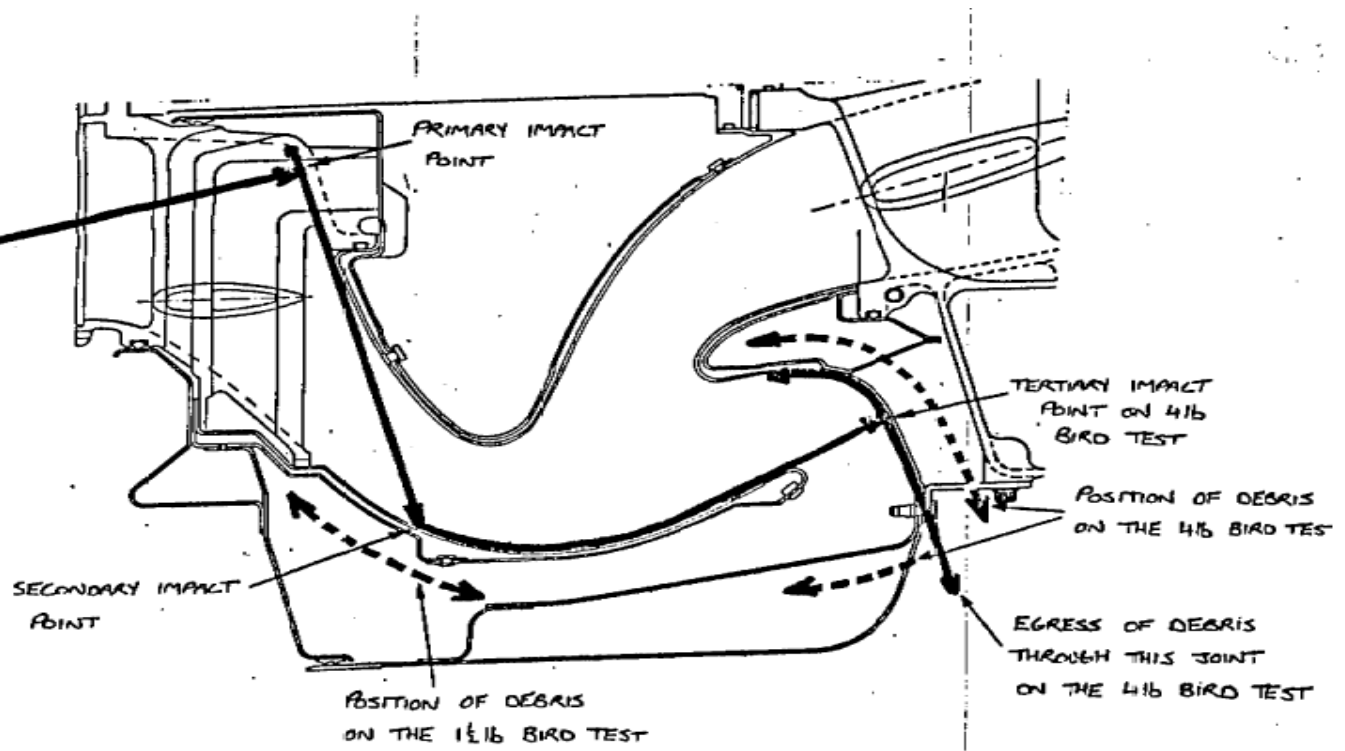 PRIMARY IMPACT
POINT
TERTIARY IMPACT
POINT ON 4lb
BIRD TEST
POSITION OF DEBRIS
ON THE 4lb BIRD TEST
SECONDARY IMPACT
POINT
EGRESS OF DEBRIS
THROUGH THIS JOINT
ON THE 4lb BIRD TEST
POSITION OF DEBRIS
ON THE 1½lb BIRD TEST